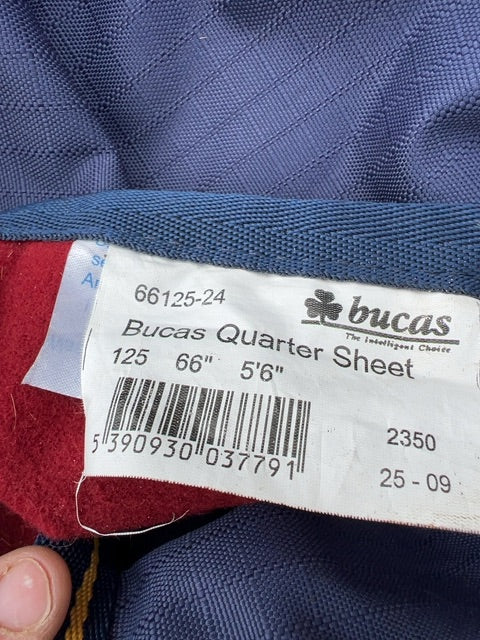 66125-24
bucas
The Intelligent Choice
Bucas Quarter Sheet
125 66" 5'6"
5 390930 037791
2350
25-09